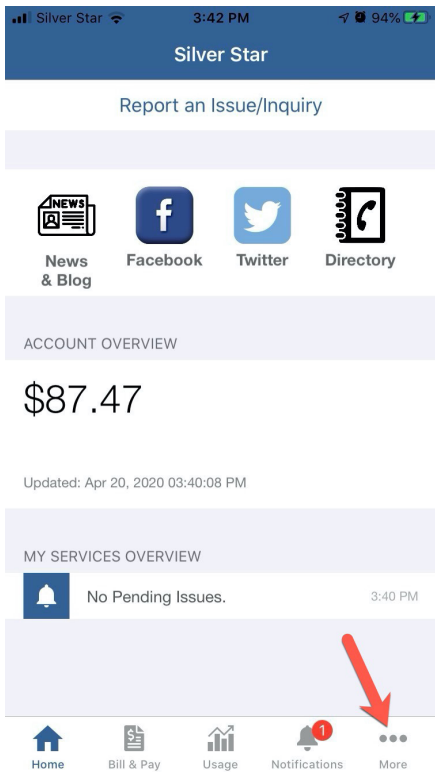 Silver Star 3:42 PM 94%
Silver Star
Report an Issue/Inquiry
NEWS
News Facebook Twitter Directory
& Blog
ACCOUNT OVERVIEW
$87.47
Updated: Apr 20, 2020 03:40:08 PM
MY SERVICES OVERVIEW
No Pending Issues. 3:40 PM
1
Home Bill & Pay Usage Notifications More